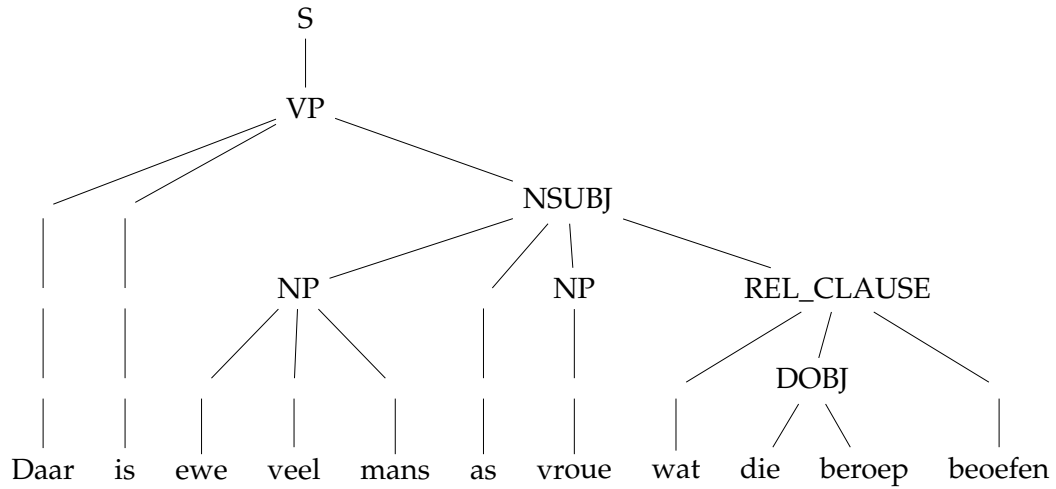 S
VP
NSUBJ
NP NP REL_CLAUSE
DOBJ
Daar is ewe veel mans as vroue wat die beroep beoefen